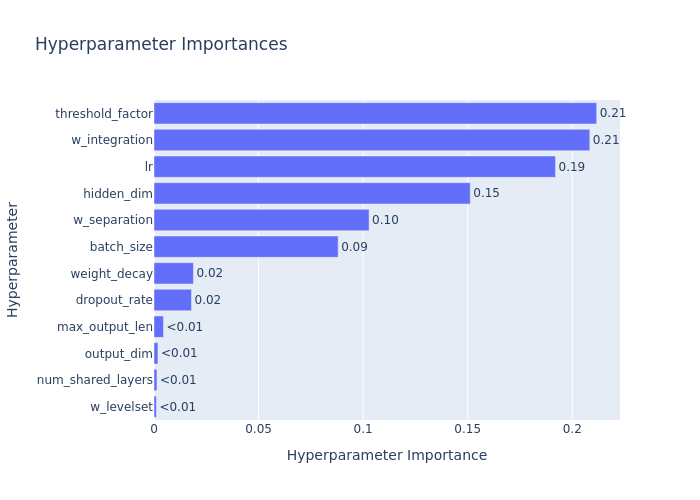 Hyperparameter Importances
Hyperparameter
threshold_factor 0.21
w_integration 0.21
lr 0.19
hidden_dim 0.15
w_separation 0.10
batch_size 0.09
weight_decay 0.02
dropout_rate 0.02
max_output_len <0.01
output_dim <0.01
num_shared_layers <0.01
w_levelset <0.01
0 0.05 0.1 0.15 0.2
Hyperparameter Importance